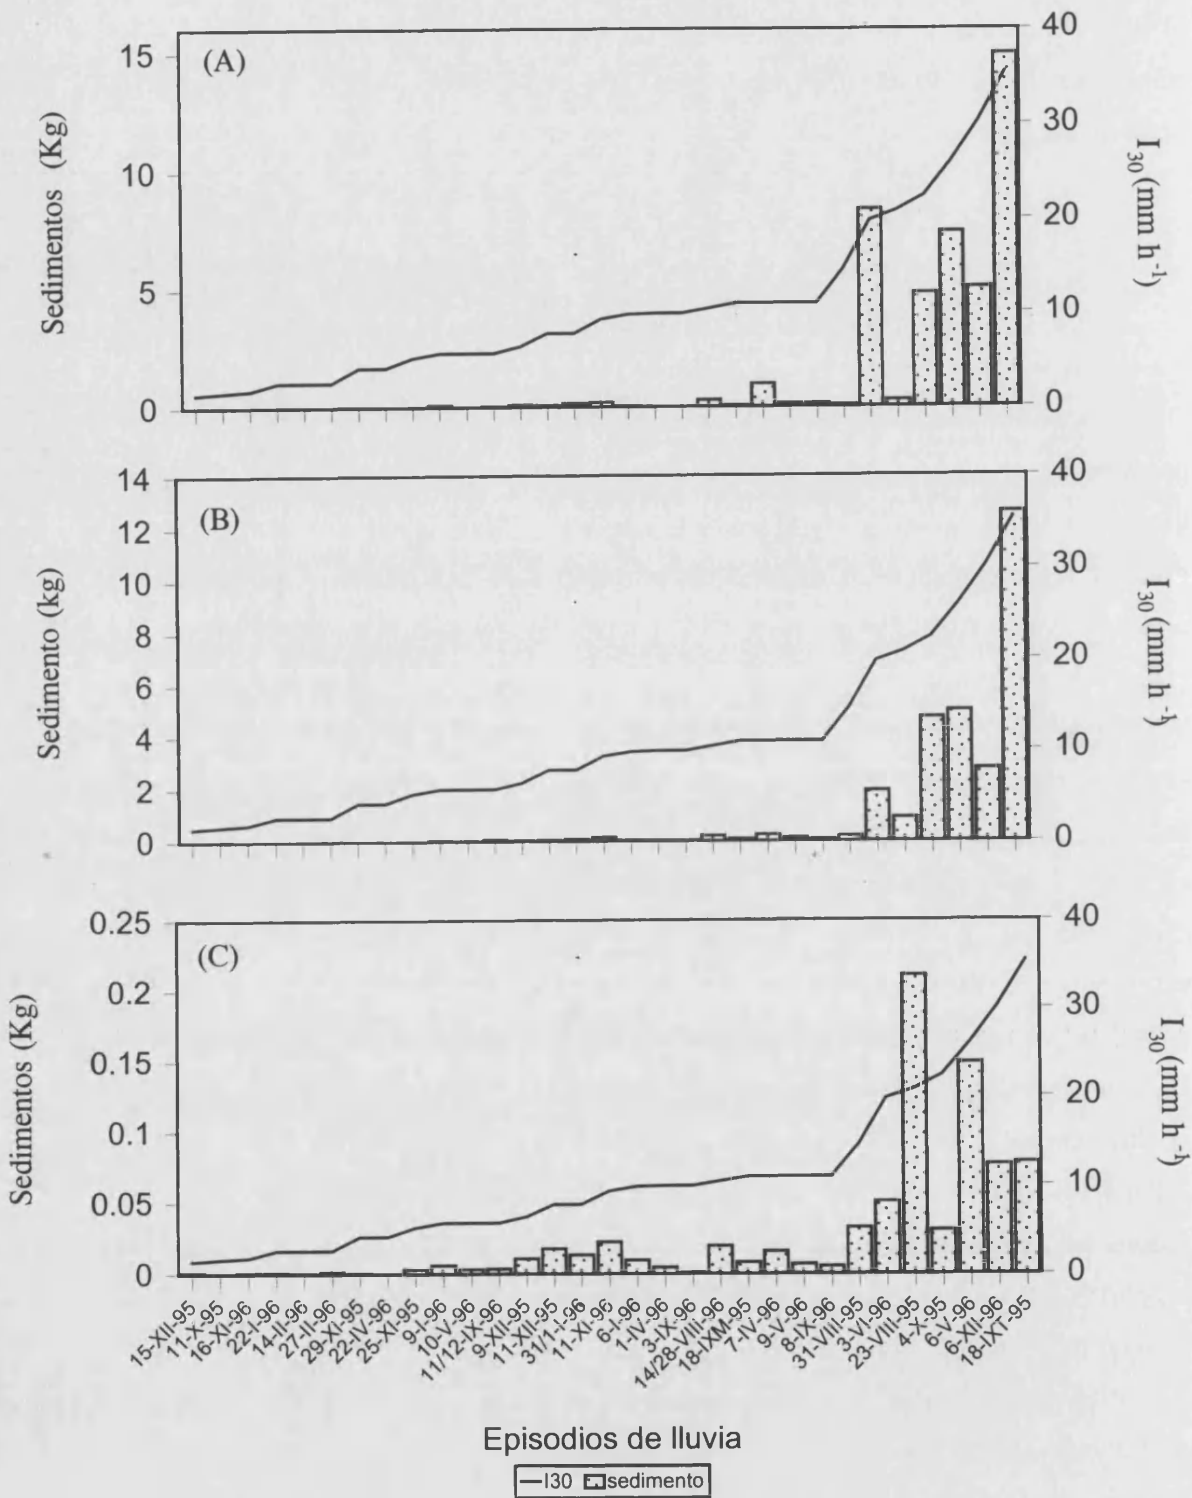 (A)
Sedimentos (Kg)
15
10
5
0
40
30
20
10
0
I30 (mm h-1)
(B)
Sedimento (kg)
14
12
10
8
6
4
2
0
40
30
20
10
0
I30 (mm h-1)
(C)
Sedimentos (Kg)
0.25
0.2
0.15
0.1
0.05
0
40
30
20
10
0
I30 (mm h-1)
15-XII-95
11-X-95
16-XI-96
22-I-96
14-II-96
27-II-96
29-XI-95
22-IV-96
25-XI-95
9-I-96
10-V-96
11/12-IX-96
9-XII-95
11-XII-95
31/1-I-96
11-XI-96
6-I-96
1-IV-96
3-IX-96
14/28-VIII-96
18-IXM-95
7-IV-96
9-V-96
8-IX-96
31-VIII-95
3-VI-96
23-VIII-95
4-X-95
6-V-96
6-XII-96
18-IXT-95
Episodios de lluvia
I30 sedimento